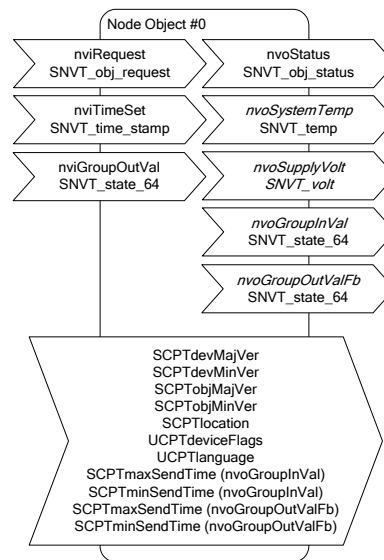 Node Object #0
nviRequest
SNVT_obj_request
nviTimeSet
SNVT_time_stamp
nviGroupOutVal
SNVT_state_64
nvoStatus
SNVT_obj_status
nvoSystemTemp
SNVT_temp
nvoSupplyVolt
SNVT_volt
nvoGroupInVal
SNVT_state_64
nvoGroupOutValFb
SNVT_state_64
SCPTdevMajVer
SCPTdevMinVer
SCPTobjMajVer
SCPTobjMinVer
SCPTlocation
UCPTdeviceFlags
UCPTlanguage
SCPTmaxSendTime (nvoGroupInVal)
SCPTminSendTime (nvoGroupInVal)
SCPTmaxSendTime (nvoGroupOutValFb)
SCPTminSendTime (nvoGroupOutValFb)